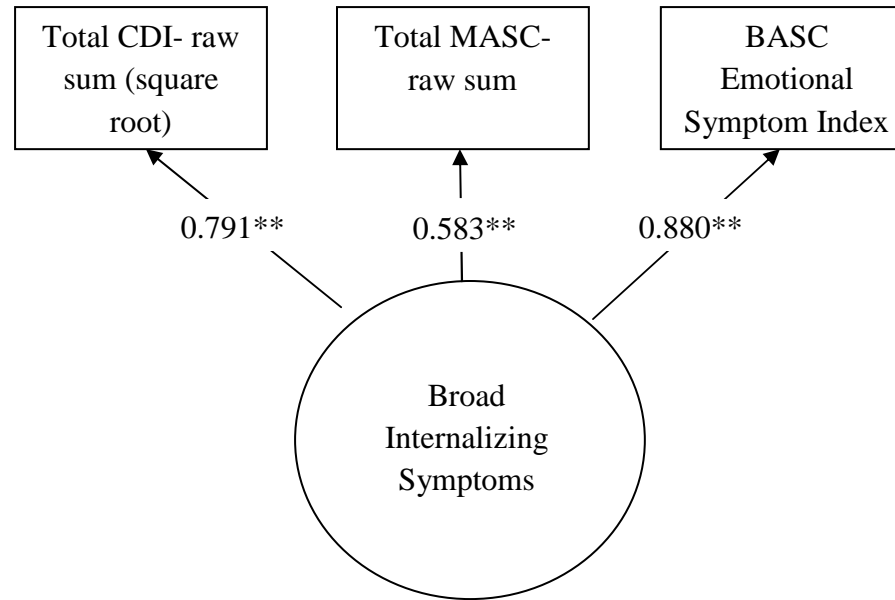 Total CDI- raw
sum (square
root)
Total MASC-
raw sum
BASC
Emotional
Symptom Index
0.791**
0.583**
0.880**
Broad
Internalizing
Symptoms